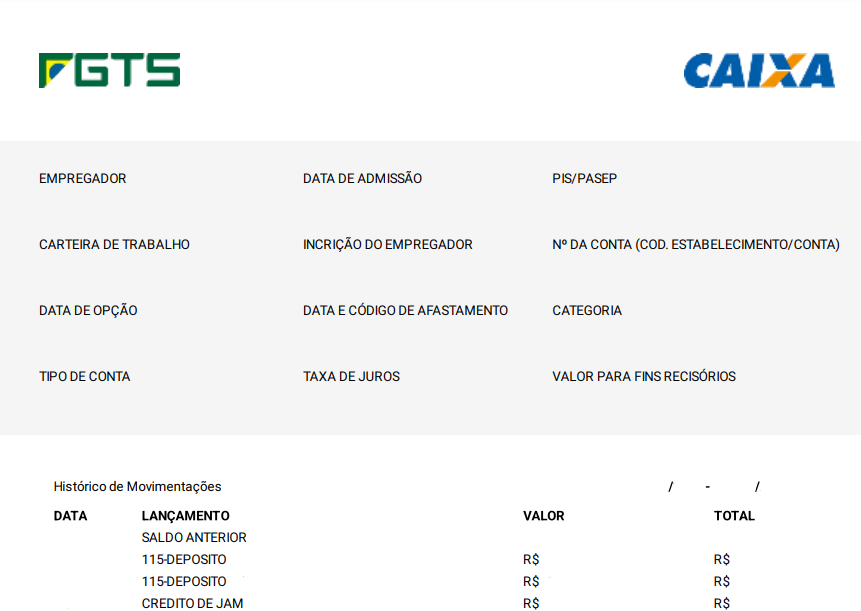 FGTS CAIXA
EMPREGADOR DATA DE ADMISSÃO PIS/PASEP
CARTEIRA DE TRABALHO INCRIÇÃO DO EMPREGADOR Nº DA CONTA (COD. ESTABELECIMENTO/CONTA)
DATA DE OPÇÃO DATA E CÓDIGO DE AFASTAMENTO CATEGORIA
TIPO DE CONTA TAXA DE JUROS VALOR PARA FINS RECISÓRIOS
Histórico de Movimentações / - /
DATA LANÇAMENTO VALOR TOTAL
SALDO ANTERIOR
115-DEPOSITO R$ R$
115-DEPOSITO R$ R$
CREDITO DE JAM R$ R$